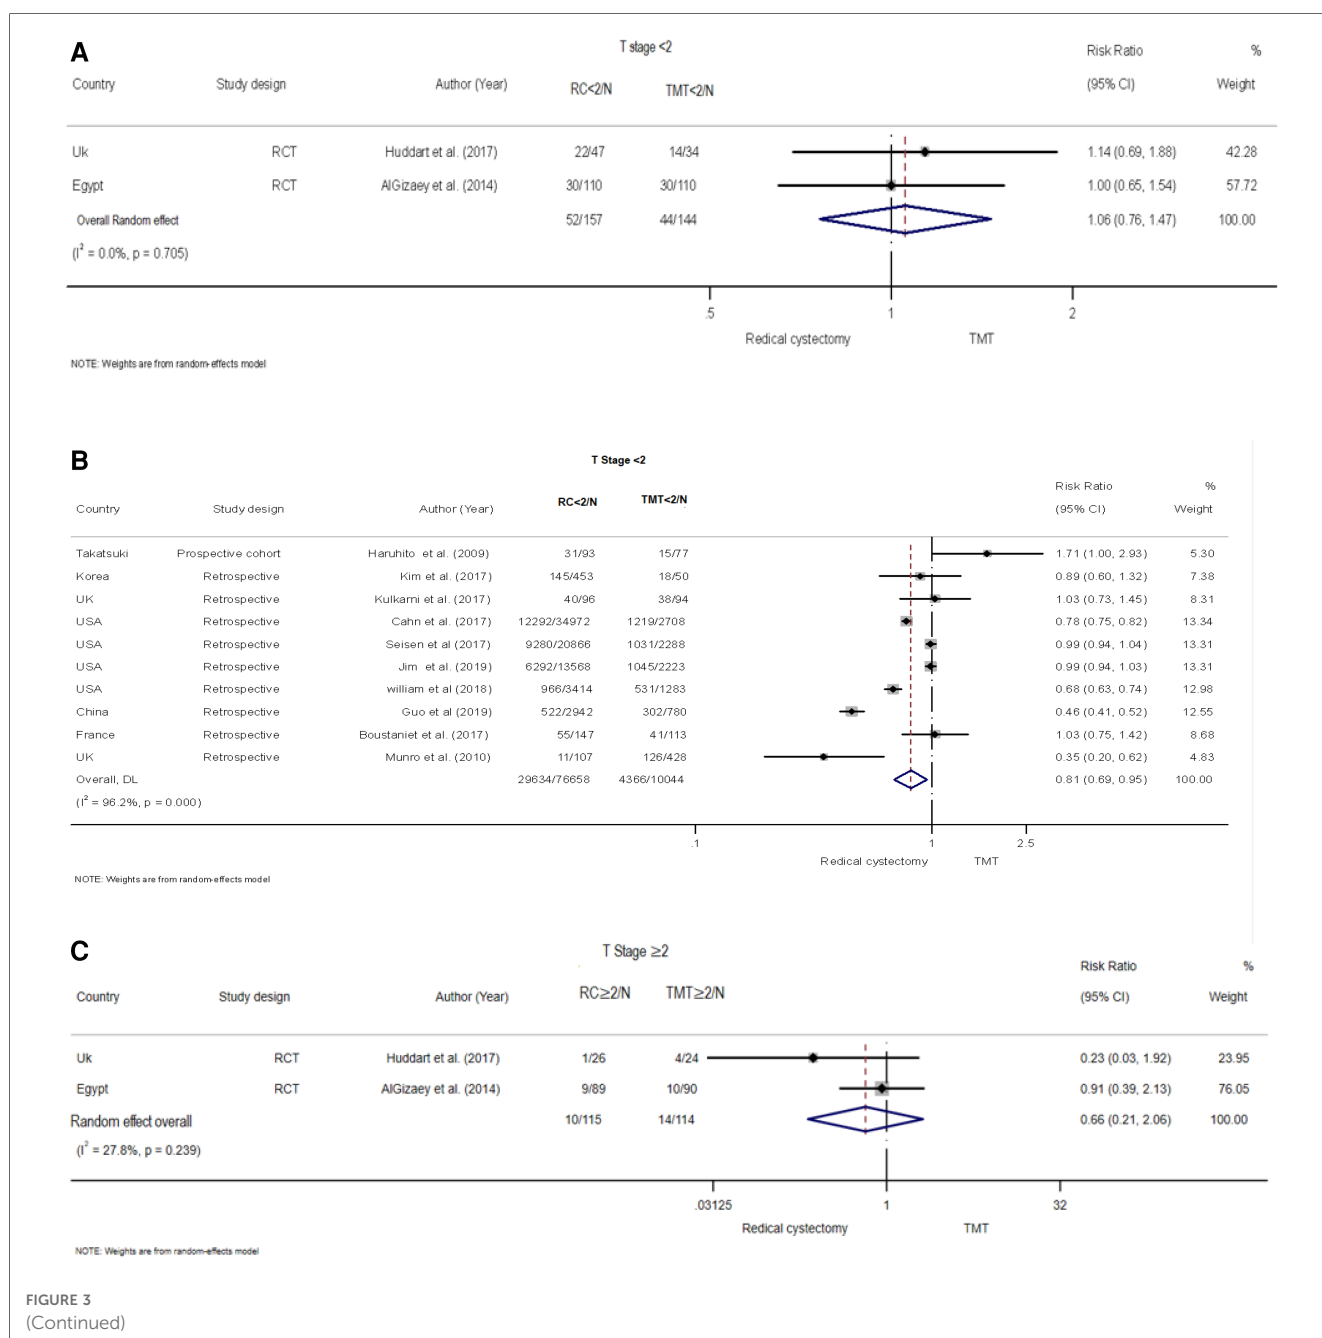 A
T stage <2
Risk Ratio %
Country Study design Author (Year) RC<2/N TMT<2/N (95% CI) Weight
Uk RCT Huddart et al. (2017) 22/47 14/34 1.14 (0.69, 1.88) 42.28
Egypt RCT AlGizaey et al. (2014) 30/110 30/110 1.00 (0.65, 1.54) 57.72
Overall Random effect 52/157 44/144 1.06 (0.76, 1.47) 100.00
(I² = 0.0%, p = 0.705)
.5 1 2
Redical cystectomy TMT
NOTE: Weights are from random-effects model
B
T Stage <2
Risk Ratio %
Country Study design Author (Year) RC<2/N TMT<2/N (95% CI) Weight
Takatsuki Prospective cohort Haruhito et al. (2009) 31/93 15/77 1.71 (1.00, 2.93) 5.30
Korea Retrospective Kim et al. (2017) 145/453 18/50 0.89 (0.60, 1.32) 7.38
UK Retrospective Kulkarni et al. (2017) 40/96 38/94 1.03 (0.73, 1.45) 8.31
USA Retrospective Cahn et al. (2017) 12292/34972 1219/2708 0.78 (0.75, 0.82) 13.34
USA Retrospective Seisen et al (2017) 9280/20866 1031/2288 0.99 (0.94, 1.04) 13.31
USA Retrospective Jim et al. (2019) 6292/13568 1045/2223 0.99 (0.94, 1.03) 13.31
USA Retrospective william et al (2018) 966/3414 531/1283 0.68 (0.63, 0.74) 12.98
China Retrospective Guo et al (2019) 522/2942 302/780 0.46 (0.41, 0.52) 12.55
France Retrospective Boustaniet et al. (2017) 55/147 41/113 1.03 (0.75, 1.42) 8.68
UK Retrospective Munro et al. (2010) 11/107 126/428 0.35 (0.20, 0.62) 4.83
Overall, DL 29634/76658 4366/10044 0.81 (0.69, 0.95) 100.00
(I² = 96.2%, p = 0.000)
.1 1 2.5
Redical cystectomy TMT
NOTE: Weights are from random-effects model
C
T Stage ≥2
Risk Ratio %
Country Study design Author (Year) RC≥2/N TMT≥2/N (95% CI) Weight
Uk RCT Huddart et al. (2017) 1/26 4/24 0.23 (0.03, 1.92) 23.95
Egypt RCT AlGizaey et al. (2014) 9/89 10/90 0.91 (0.39, 2.13) 76.05
Random effect overall 10/115 14/114 0.66 (0.21, 2.06) 100.00
(I² = 27.8%, p = 0.239)
.03125 1 32
Redical cystectomy TMT
NOTE: Weights are from random-effects model
FIGURE 3
(Continued)